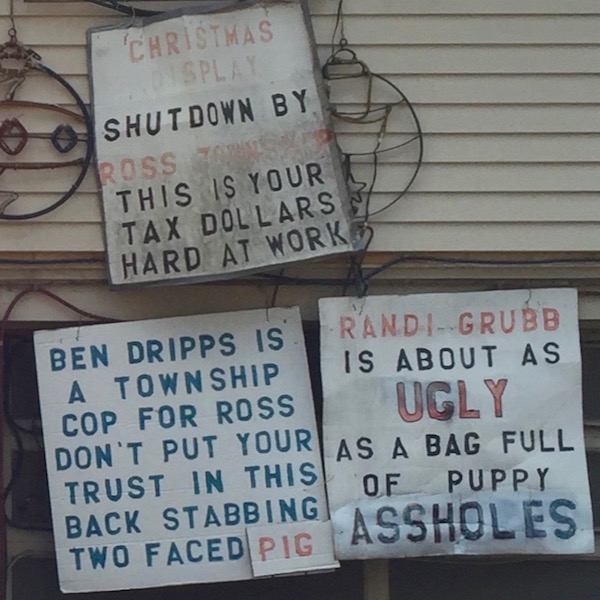 CHRISTMAS
DISPLAY
SHUTDOWN BY
ROSS TOWNSHIP
THIS IS YOUR
TAX DOLLARS
HARD AT WORK
BEN DRIPPS IS
A TOWNSHIP
COP FOR ROSS
DON'T PUT YOUR
TRUST IN THIS
BACK STABBING
TWO FACED PIG
RANDI GRUBB
IS ABOUT AS
UGLY
AS A BAG FULL
OF PUPPY
ASSHOLES